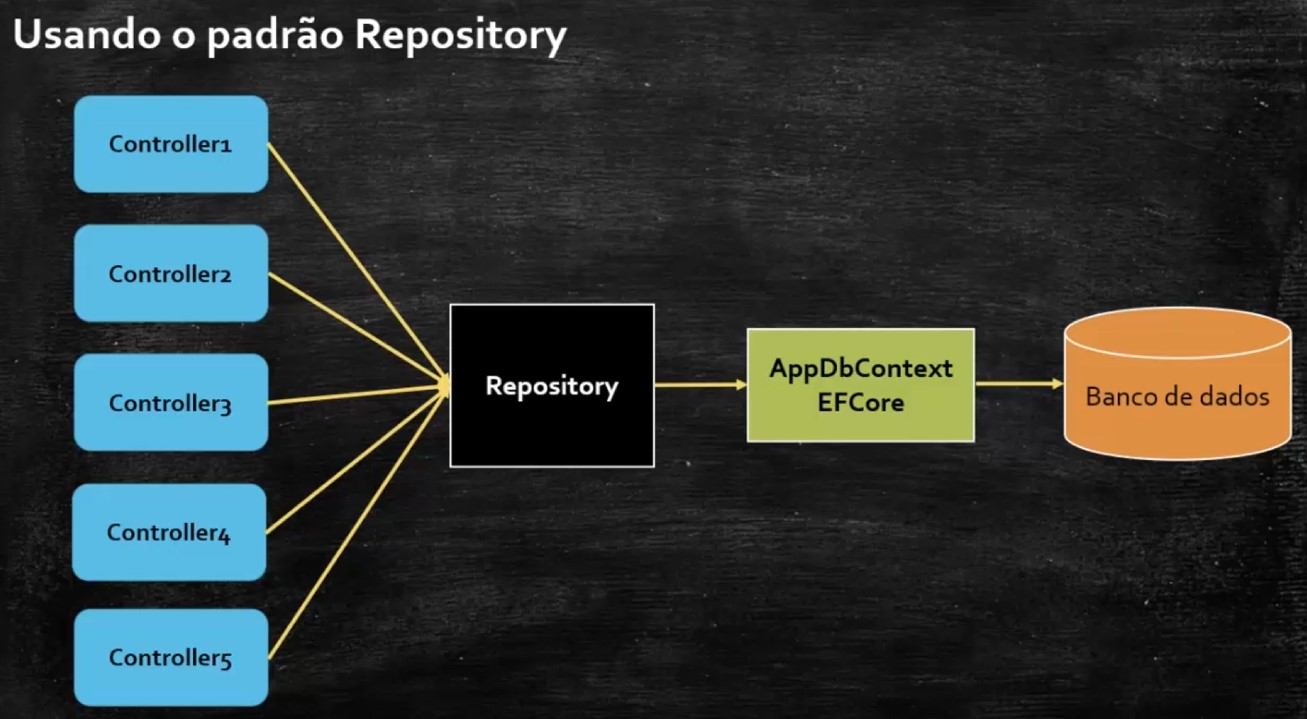 Usando o padrão Repository
Controller1
Controller2
Controller3
Controller4
Controller5
Repository
AppDbContext
EFCore
Banco de dados